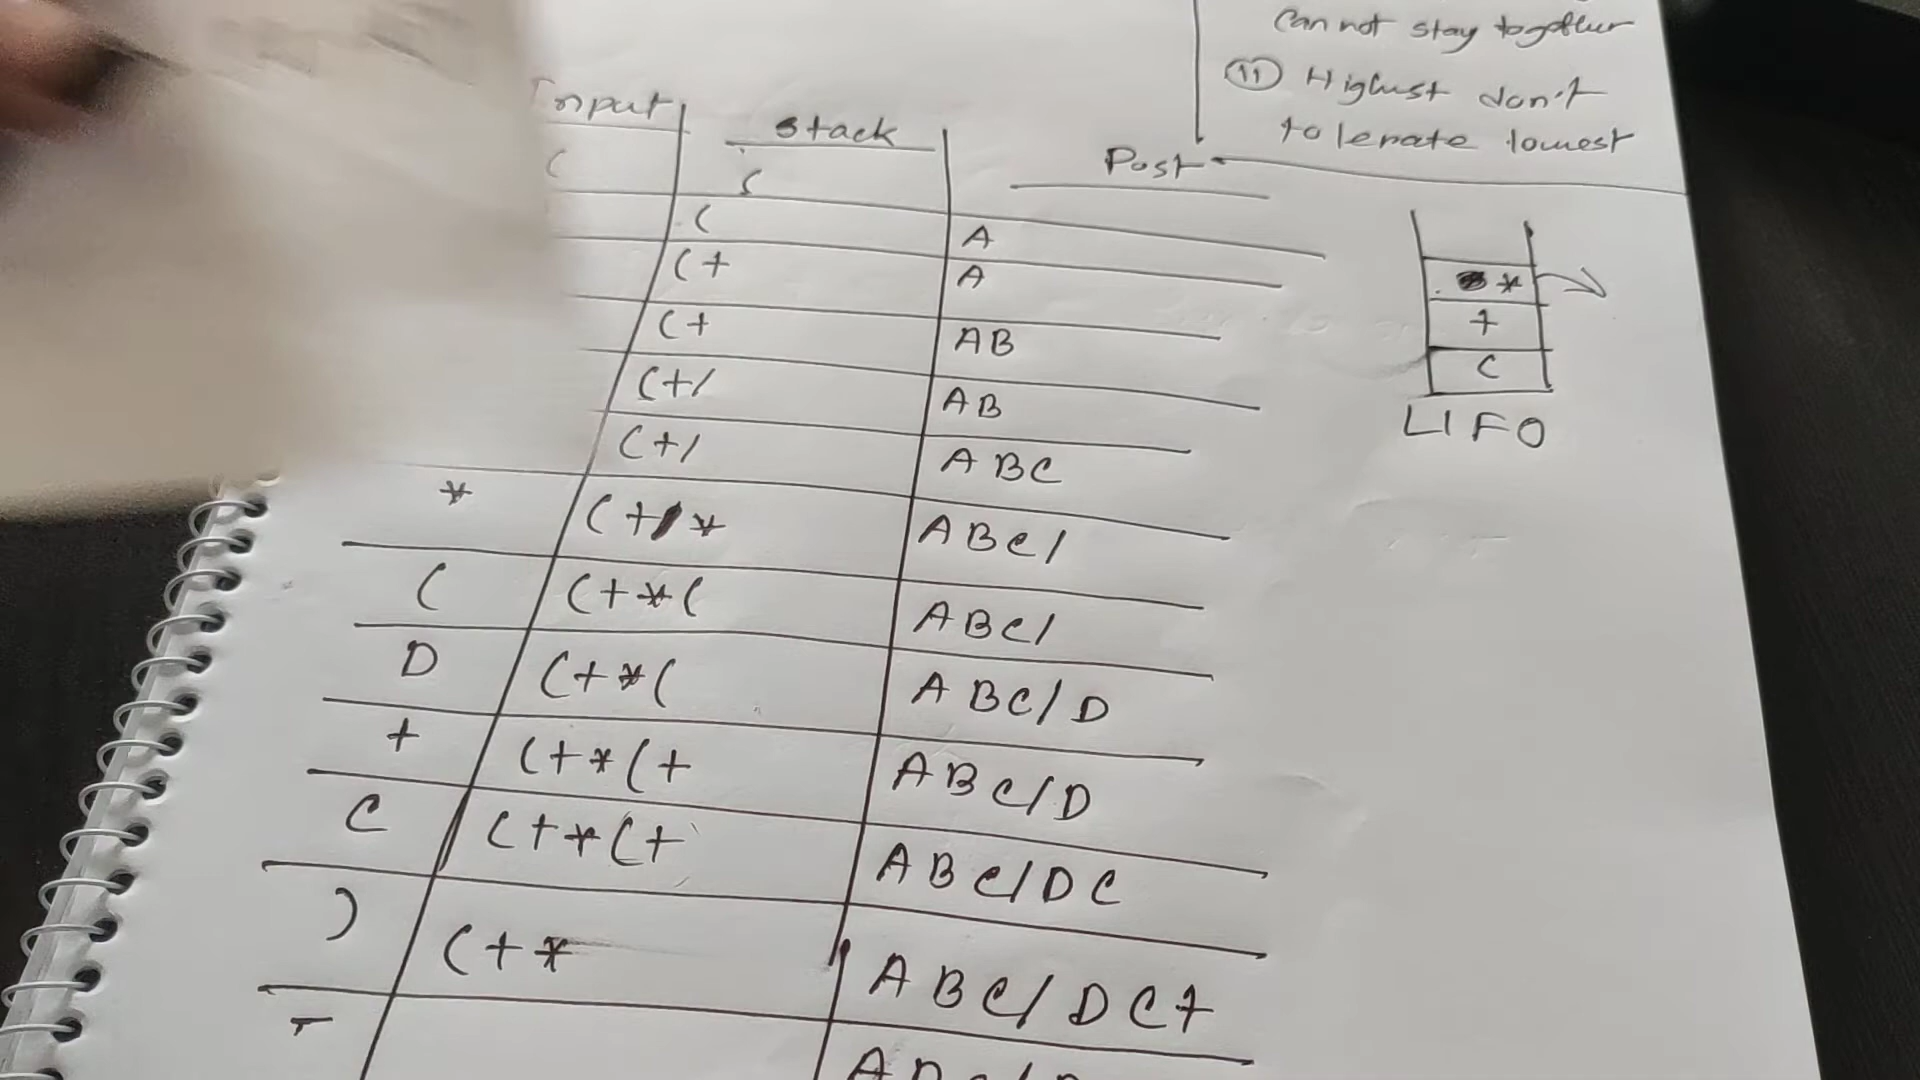 Can not stay together
(11) Highest don't
tolerate lowest
Input stack Post
( (
( A
(+ A
(+ AB
(+/ AB
(+/ ABC
* (+/* ABC/
( (+*( ABC/
D (+*( ABC/D
+ (+*(+ ABC/D
C (+*(+ ABC/DC
) (+* ABC/DC+
-
*
+
(
LIFO